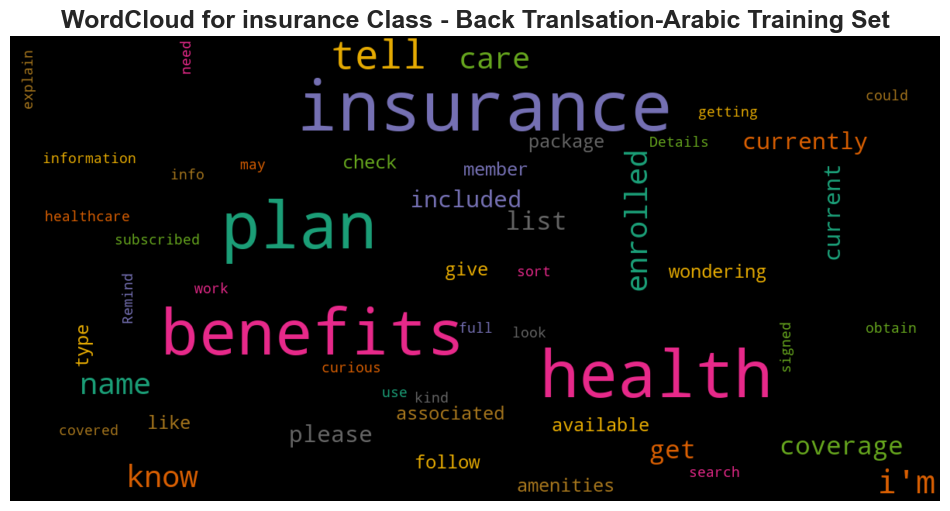 WordCloud for insurance Class - Back Tranlsation-Arabic Training Set
explain
need
tell
care
insurance
getting
could
package
Details
currently
information
info
may
check
member
included
list
enrolled
current
healthcare
subscribed
plan
give
sort
wondering
Remind
work
benefits
full
look
signed
obtain
type
name
curious
health
use
kind
associated
covered
like
please
available
coverage
follow
get
know
search
amenities
i'm